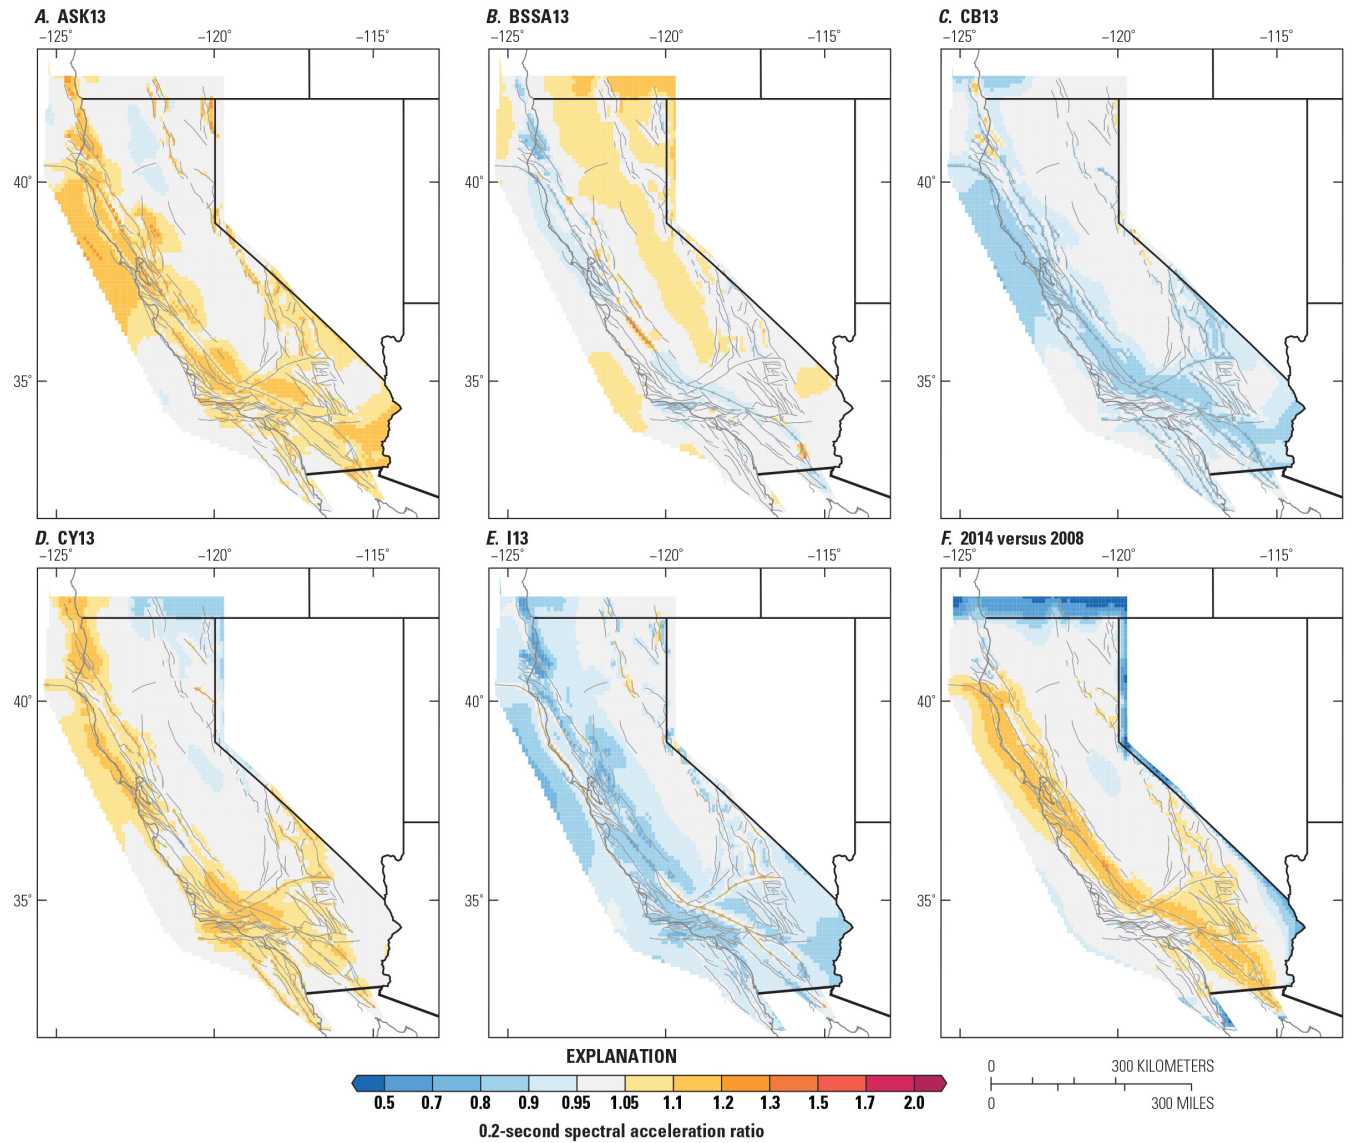 A. ASK13
−125 −120° −115°
40°
35°
B. BSSA13
−125 −120° −115°
40°
35°
C. CB13
−125 −120° −115°
40°
35°
D. CY13
−125 −120° −115°
40°
35°
E. I13
−125 −120° −115°
40°
35°
F. 2014 versus 2008
−125 −120° −115°
40°
35°
EXPLANATION
0.5 0.7 0.8 0.9 0.95 1.05 1.1 1.2 1.3 1.5 1.7 2.0
0.2-second spectral acceleration ratio
0 300 KILOMETERS
0 300 MILES